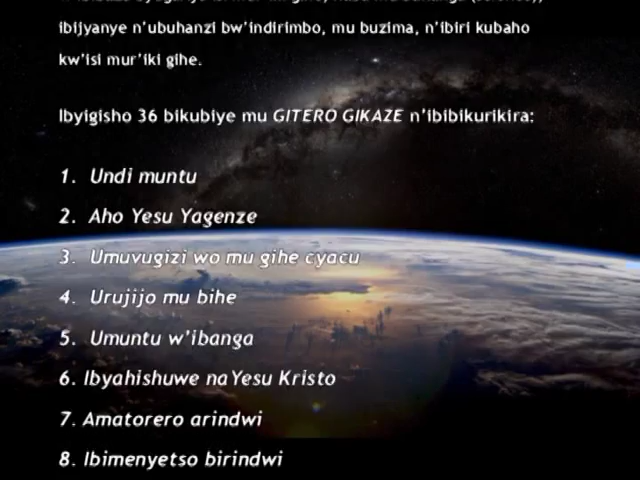 ibijyanye n'ubuhanzi bw'indirimbo, mu buzima, n'ibiri kubaho
kw'isi mur'iki gihe.
Ibyigisho 36 bikubiye mu GITERO GIKAZE n'ibibikurikira:
1. Undi muntu
2. Aho Yesu Yagenze
3. Umuvugizi wo mu gihe cyacu
4. Urujijo mu bihe
5. Umuntu w'ibanga
6. Ibyahishuwe na Yesu Kristo
7. Amatorero arindwi
8. Ibimenyetso birindwi